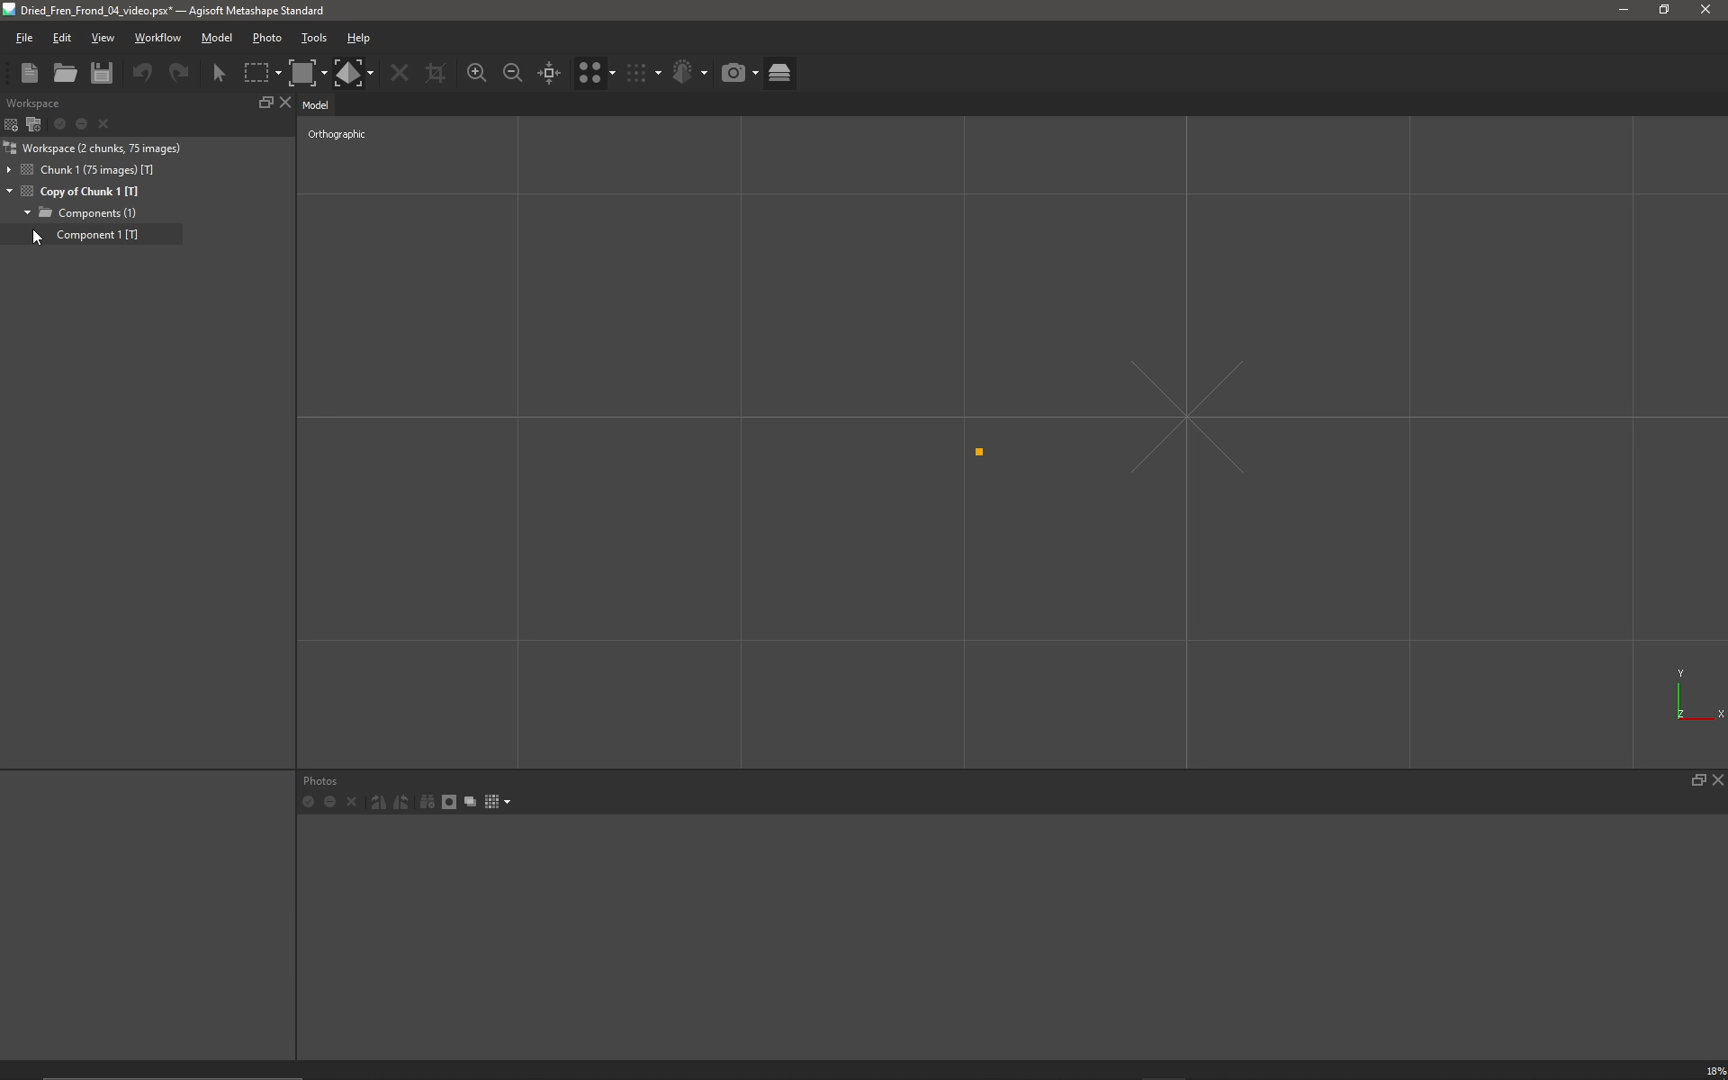 Dried_Fren_Frond_04_video.psx* — Agisoft Metashape Standard
File Edit View Workflow Model Photo Tools Help
Workspace
Model
Workspace (2 chunks, 75 images)
Orthographic
Chunk 1 (75 images) [T]
Copy of Chunk 1 [T]
Components (1)
Component 1 [T]
Y
Z
X
Photos
18%